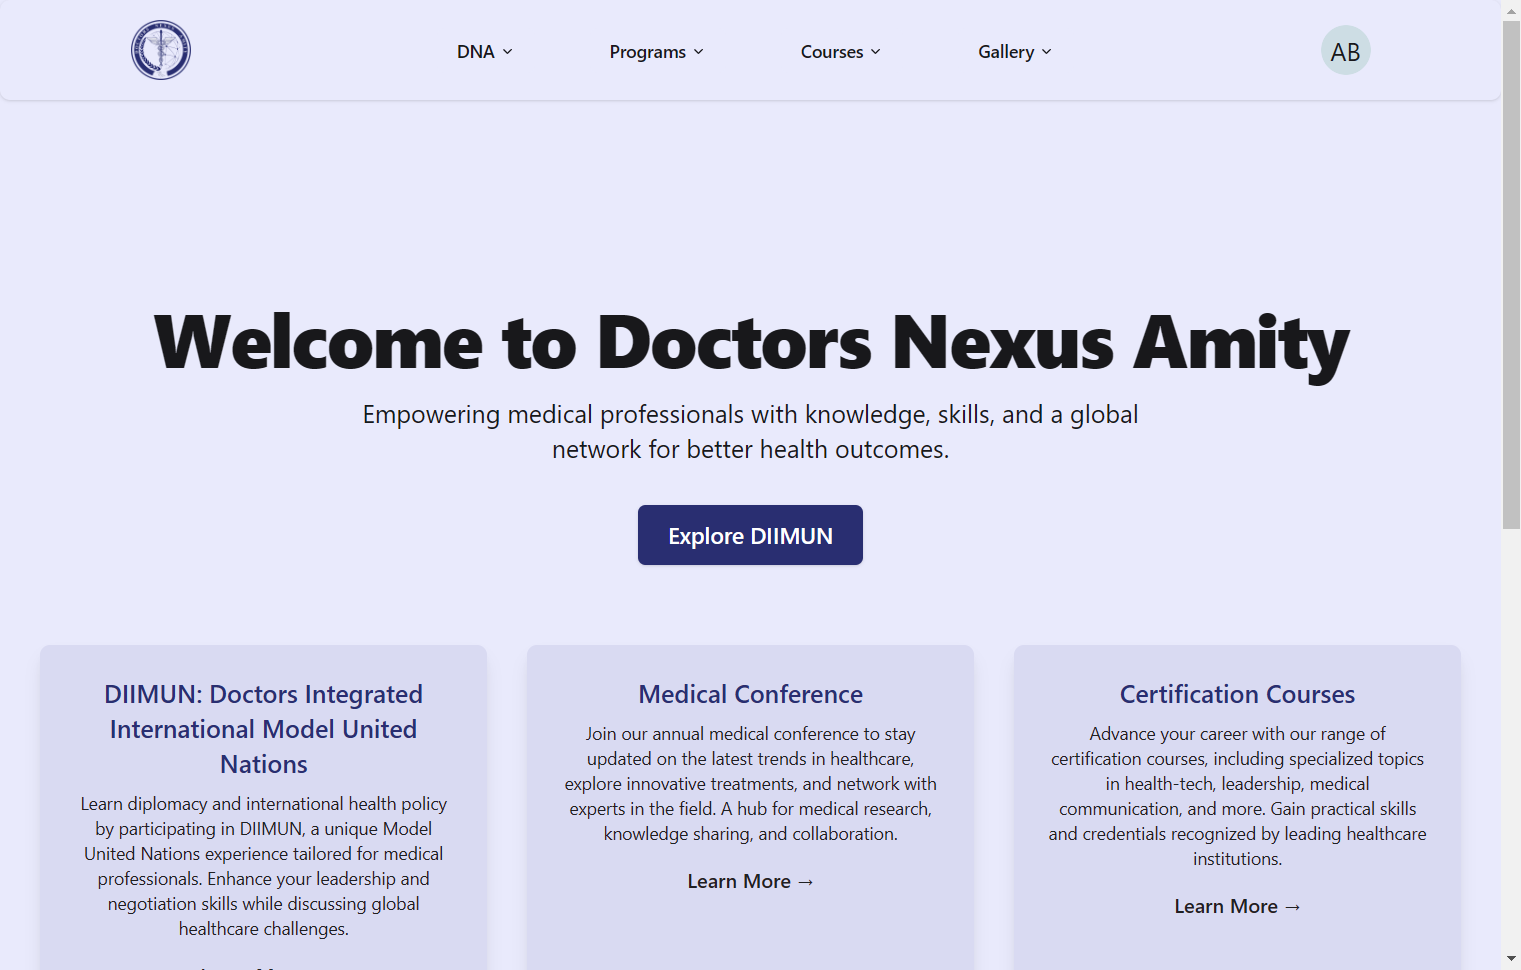 DNA
Programs
Courses
Gallery
AB
Welcome to Doctors Nexus Amity
Empowering medical professionals with knowledge, skills, and a global
network for better health outcomes.
Explore DIIMUN
DIIMUN: Doctors Integrated
International Model United
Nations
Learn diplomacy and international health policy
by participating in DIIMUN, a unique Model
United Nations experience tailored for medical
professionals. Enhance your leadership and
negotiation skills while discussing global
healthcare challenges.
Medical Conference
Join our annual medical conference to stay
updated on the latest trends in healthcare,
explore innovative treatments, and network with
experts in the field. A hub for medical research,
knowledge sharing, and collaboration.
Learn More →
Certification Courses
Advance your career with our range of
certification courses, including specialized topics
in health-tech, leadership, medical
communication, and more. Gain practical skills
and credentials recognized by leading healthcare
institutions.
Learn More →